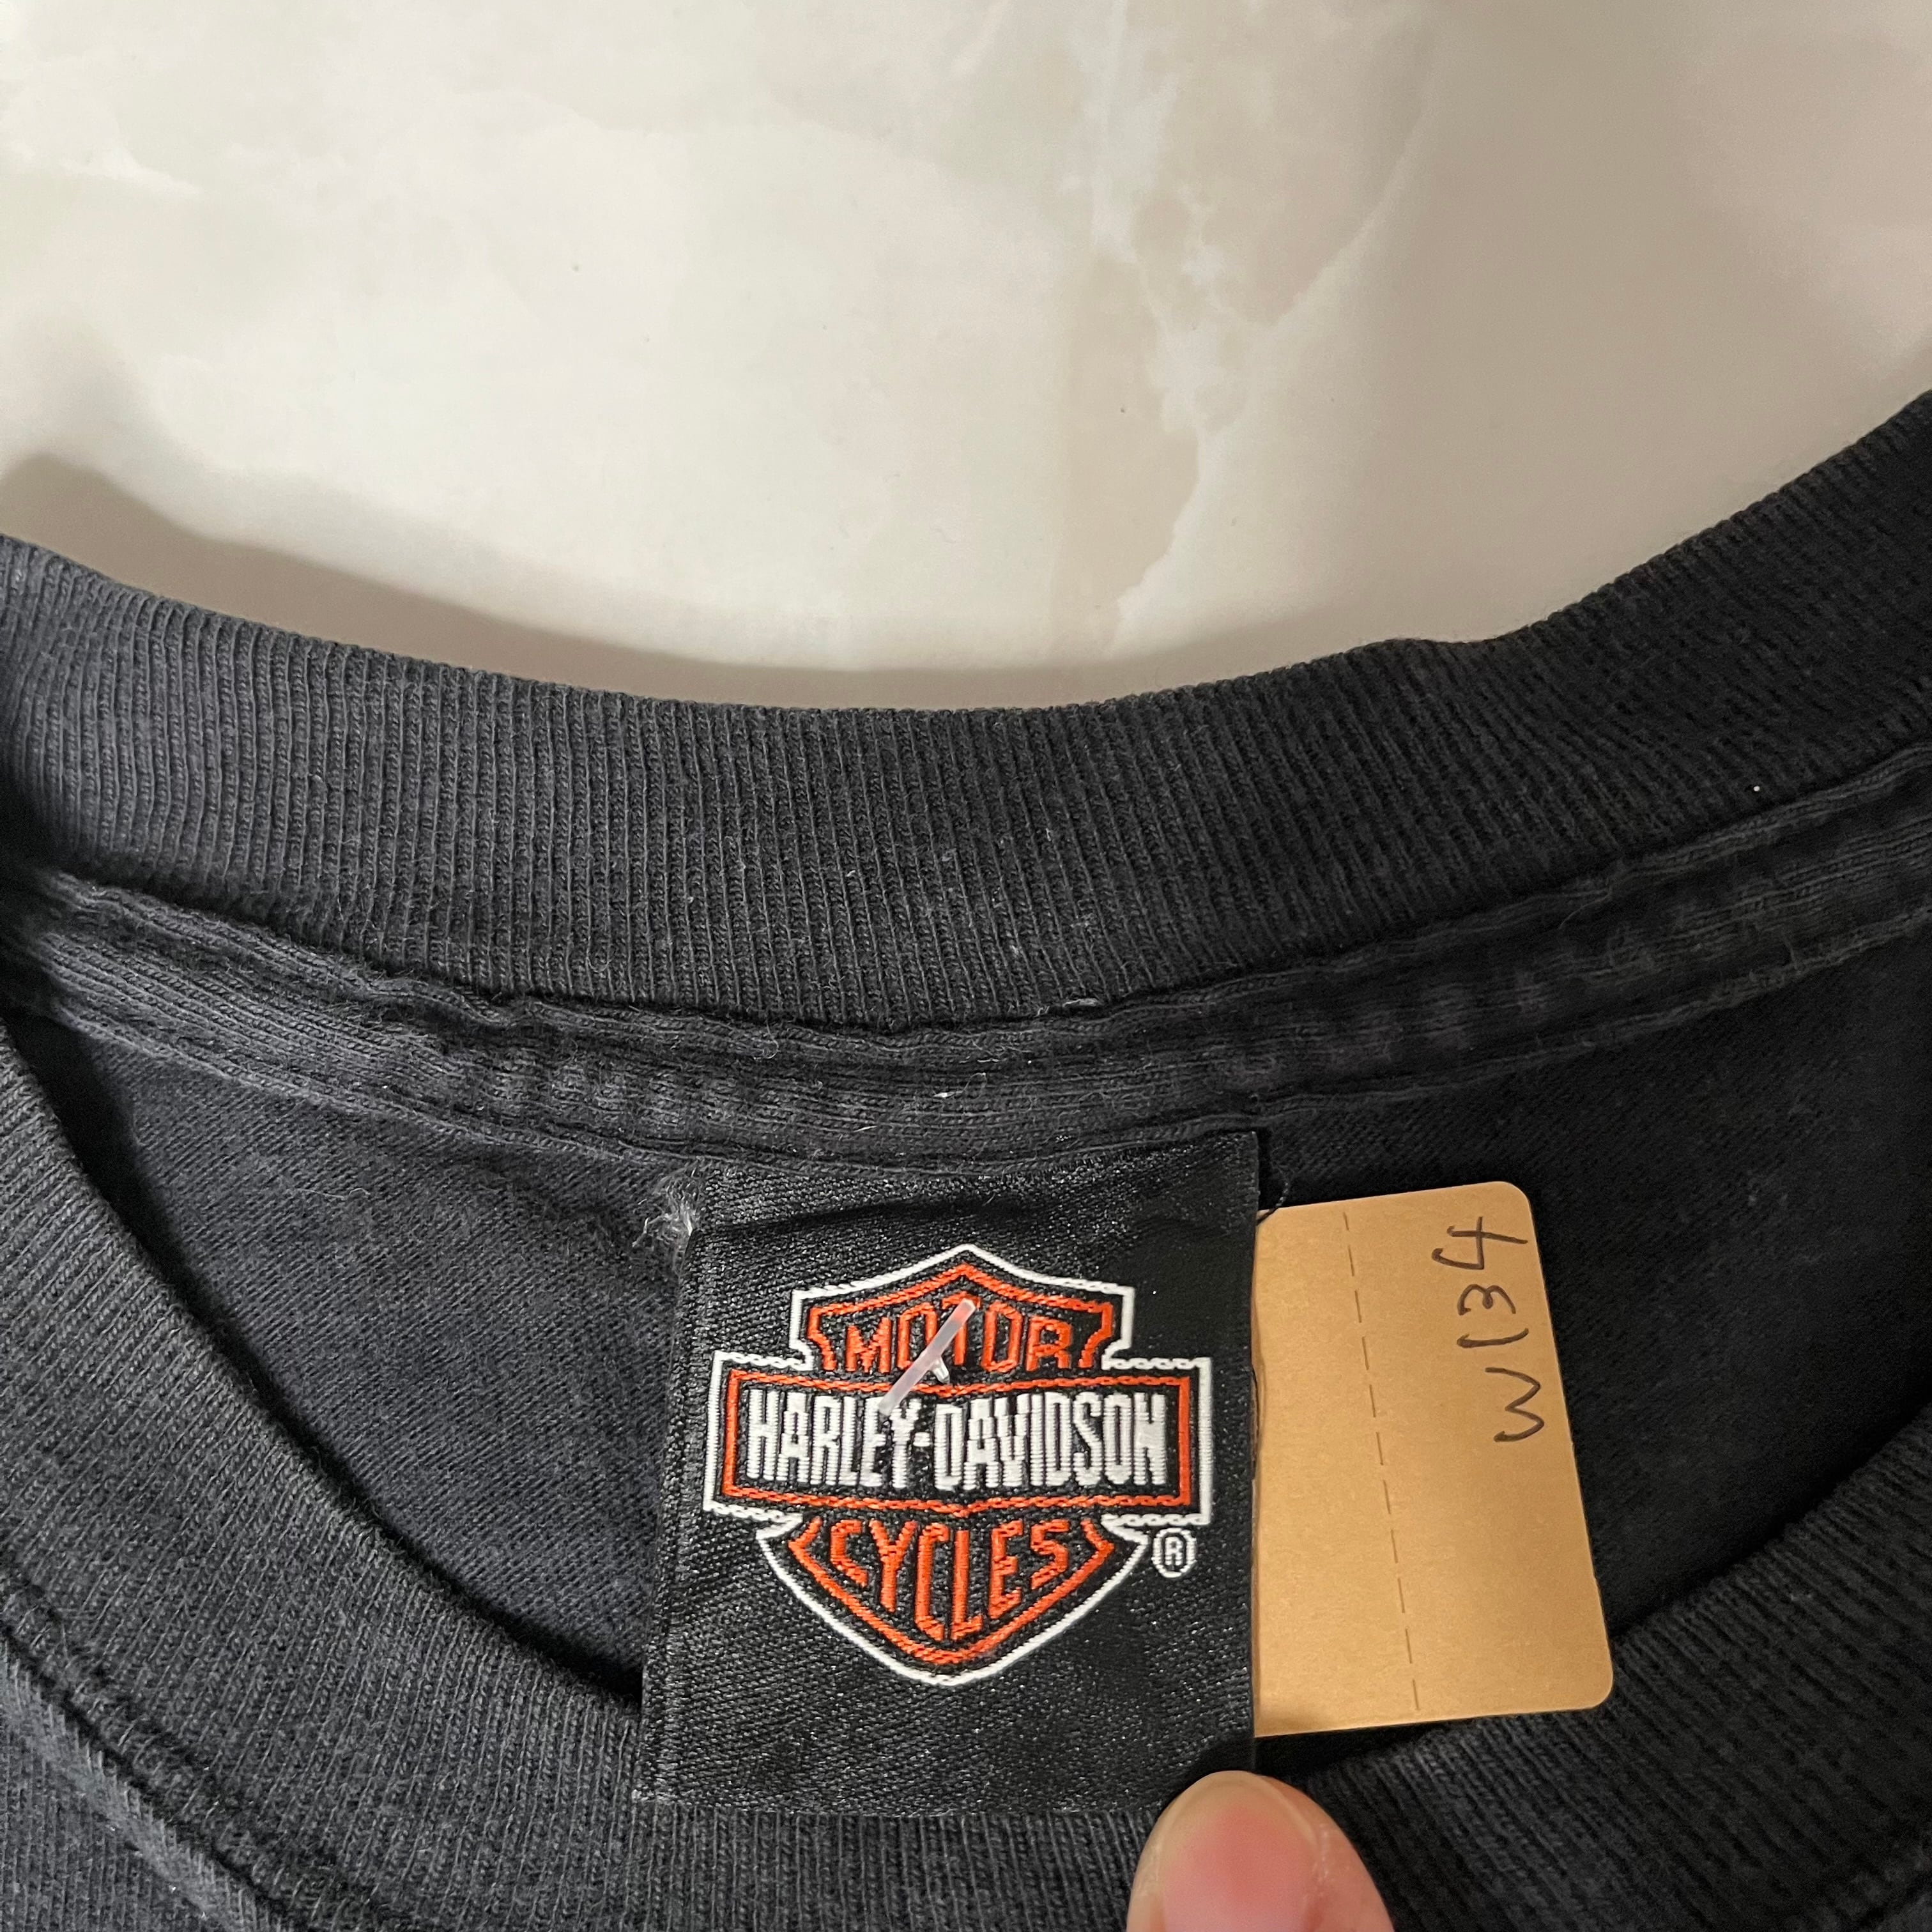 MOTOR
HARLEY-DAVIDSON
CYCLES
®
W134